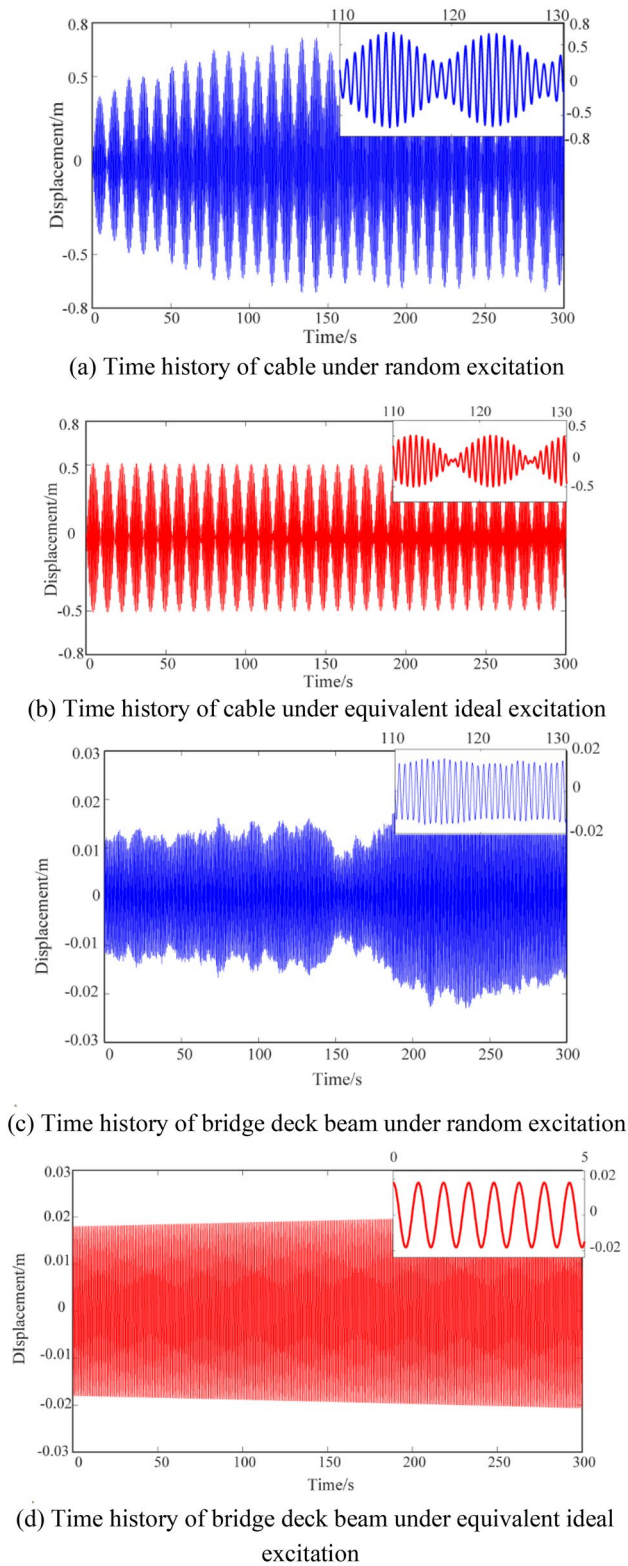 110 120 130
0.8
0.5
0
-0.5
-0.8
0.8
0.5
0
-0.5
-0.8
Displacement/m
0 50 100 150 200 250 300
Time/s
(a) Time history of cable under random excitation
110 120 130
0.5
0
-0.5
0.8
0.5
0
-0.5
-0.8
Displacement/m
0 50 100 150 200 250 300
Time/s
(b) Time history of cable under equivalent ideal excitation
110 120 130
0.02
0
-0.02
0.03
0.02
0.01
0
-0.01
-0.02
-0.03
Displacement/m
0 50 100 150 200 250 300
Time/s
(c) Time history of bridge deck beam under random excitation
0 5
0.02
0
-0.02
0.03
0.02
0.01
0
-0.01
-0.02
-0.03
DIsplacement/m
0 50 100 150 200 250 300
Time/s
(d) Time history of bridge deck beam under equivalent ideal
excitation